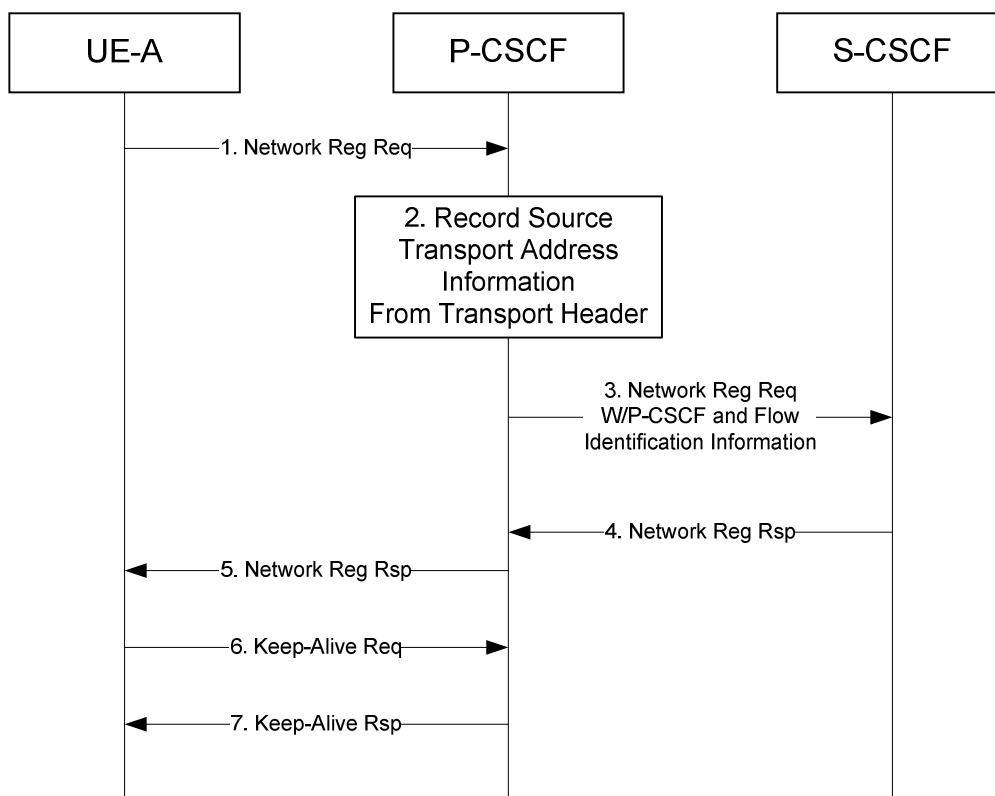 UE-A
P-CSCF
S-CSCF
1. Network Reg Req
2. Record Source
Transport Address
Information
From Transport Header
3. Network Reg Req
W/P-CSCF and Flow
Identification Information
4. Network Reg Rsp
5. Network Reg Rsp
6. Keep-Alive Req
7. Keep-Alive Rsp